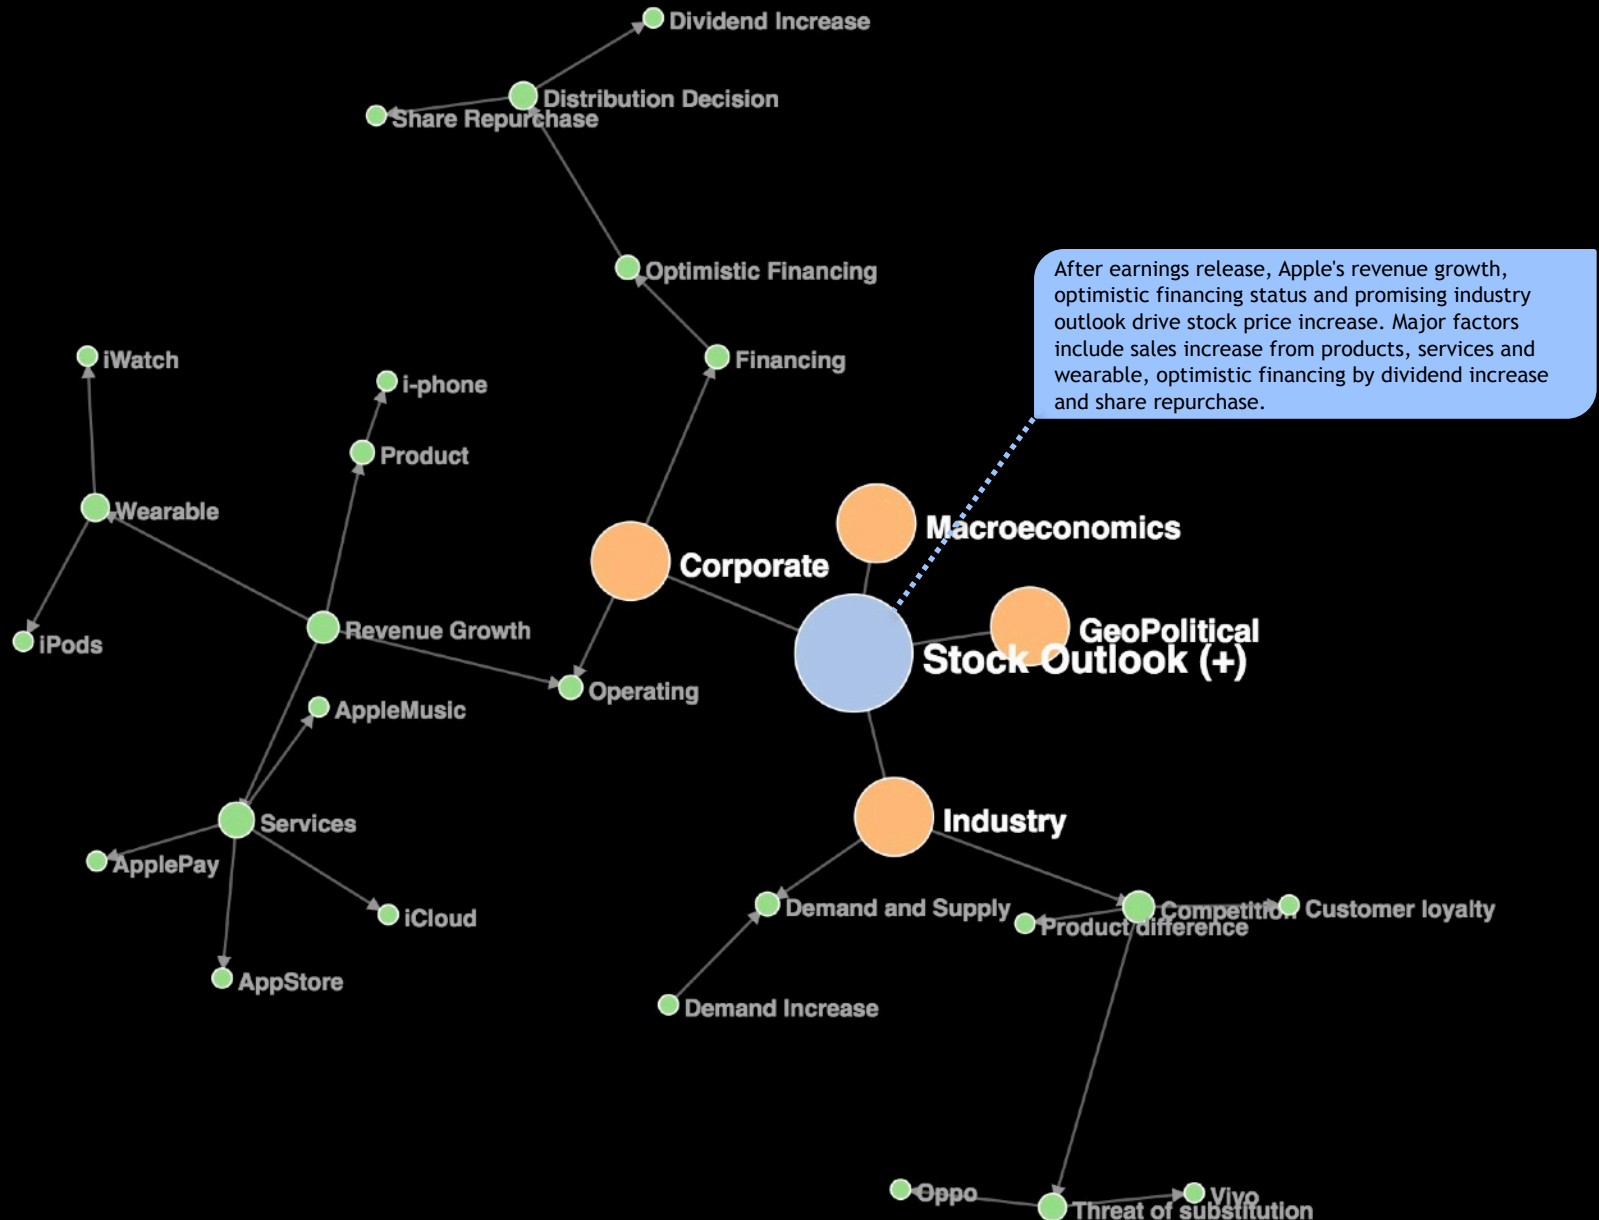 Dividend Increase
Distribution Decision
Share Repurchase
Optimistic Financing
After earnings release, Apple's revenue growth,
optimistic financing status and promising industry
outlook drive stock price increase. Major factors
include sales increase from products, services and
wearable, optimistic financing by dividend increase
and share repurchase.
Financing
iWatch
i-phone
Product
Wearable
Macroeconomics
Corporate
Revenue Growth
GeoPolitical
iPods
Stock Outlook (+)
Operating
AppleMusic
Industry
Services
ApplePay
Demand and Supply
Competition
Customer loyalty
iCloud
Product difference
AppStore
Demand Increase
Oppo
Vivo
Threat of substitution